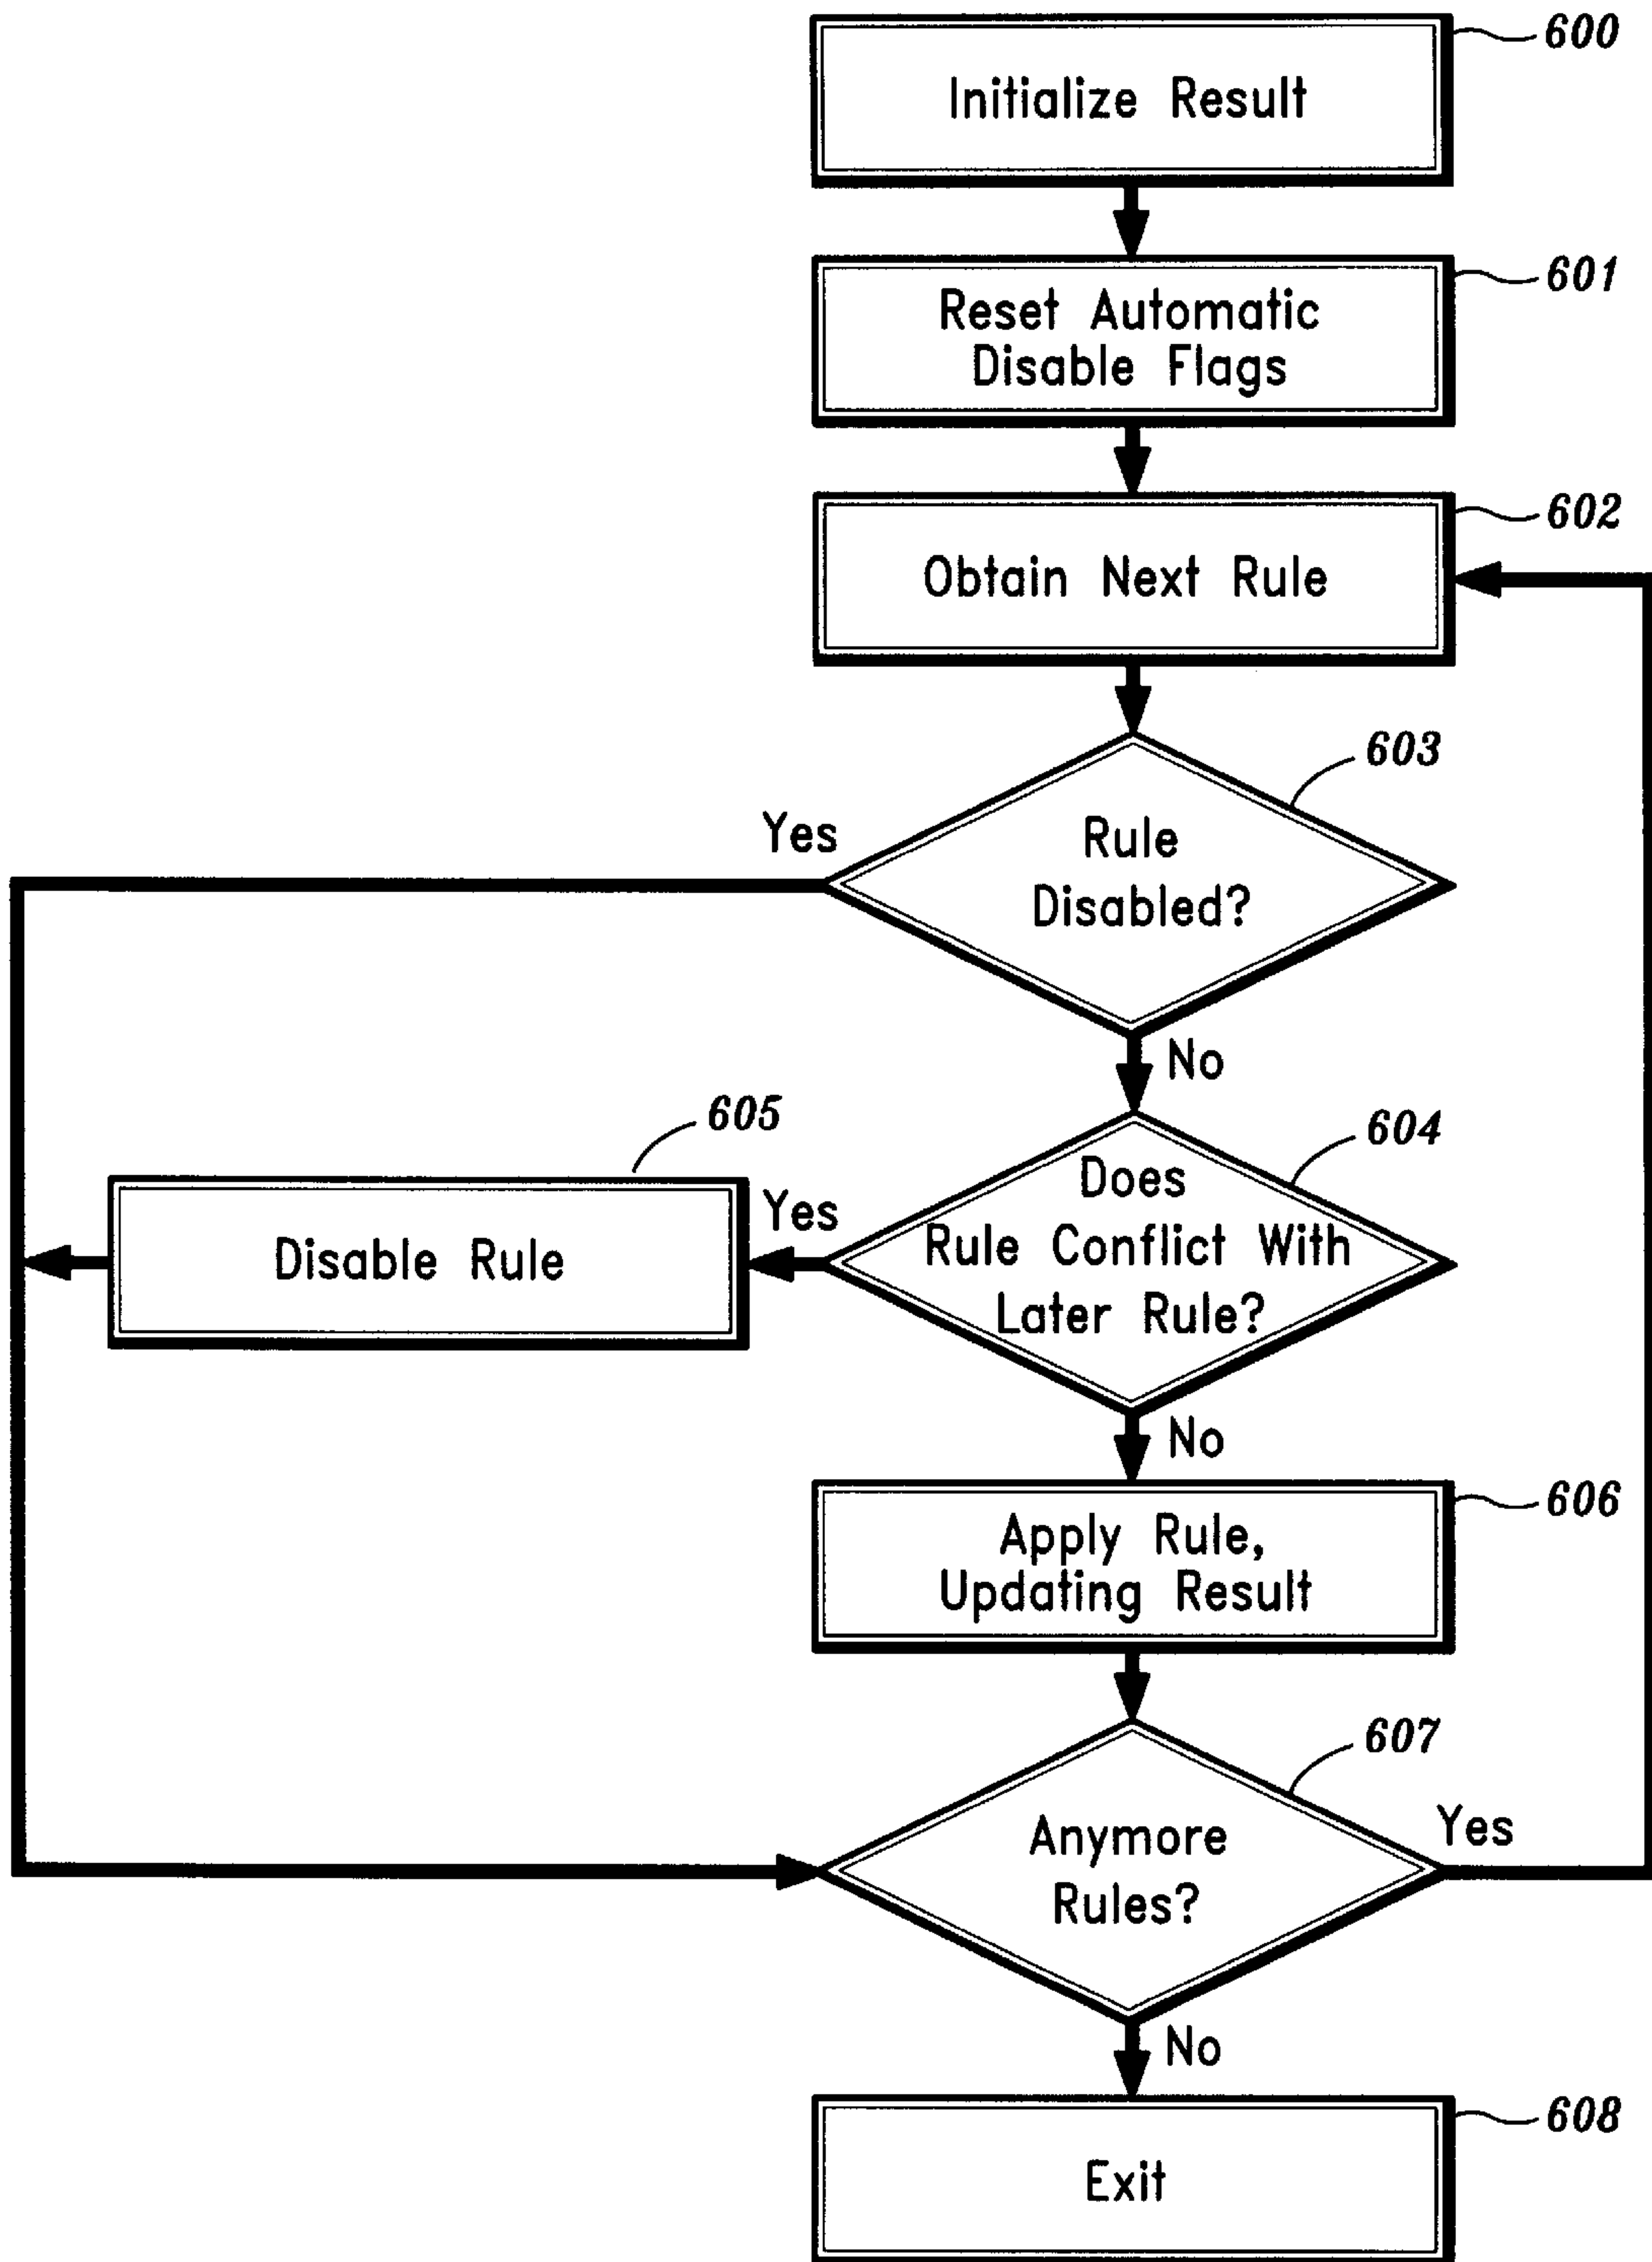 600
Initialize Result
601
Reset Automatic
Disable Flags
602
Obtain Next Rule
603
Yes
Rule
Disabled?
No
605
604
Disable Rule
Yes
Does
Rule Conflict With
Later Rule?
No
606
Apply Rule,
Updating Result
607
Anymore
Rules?
Yes
No
608
Exit